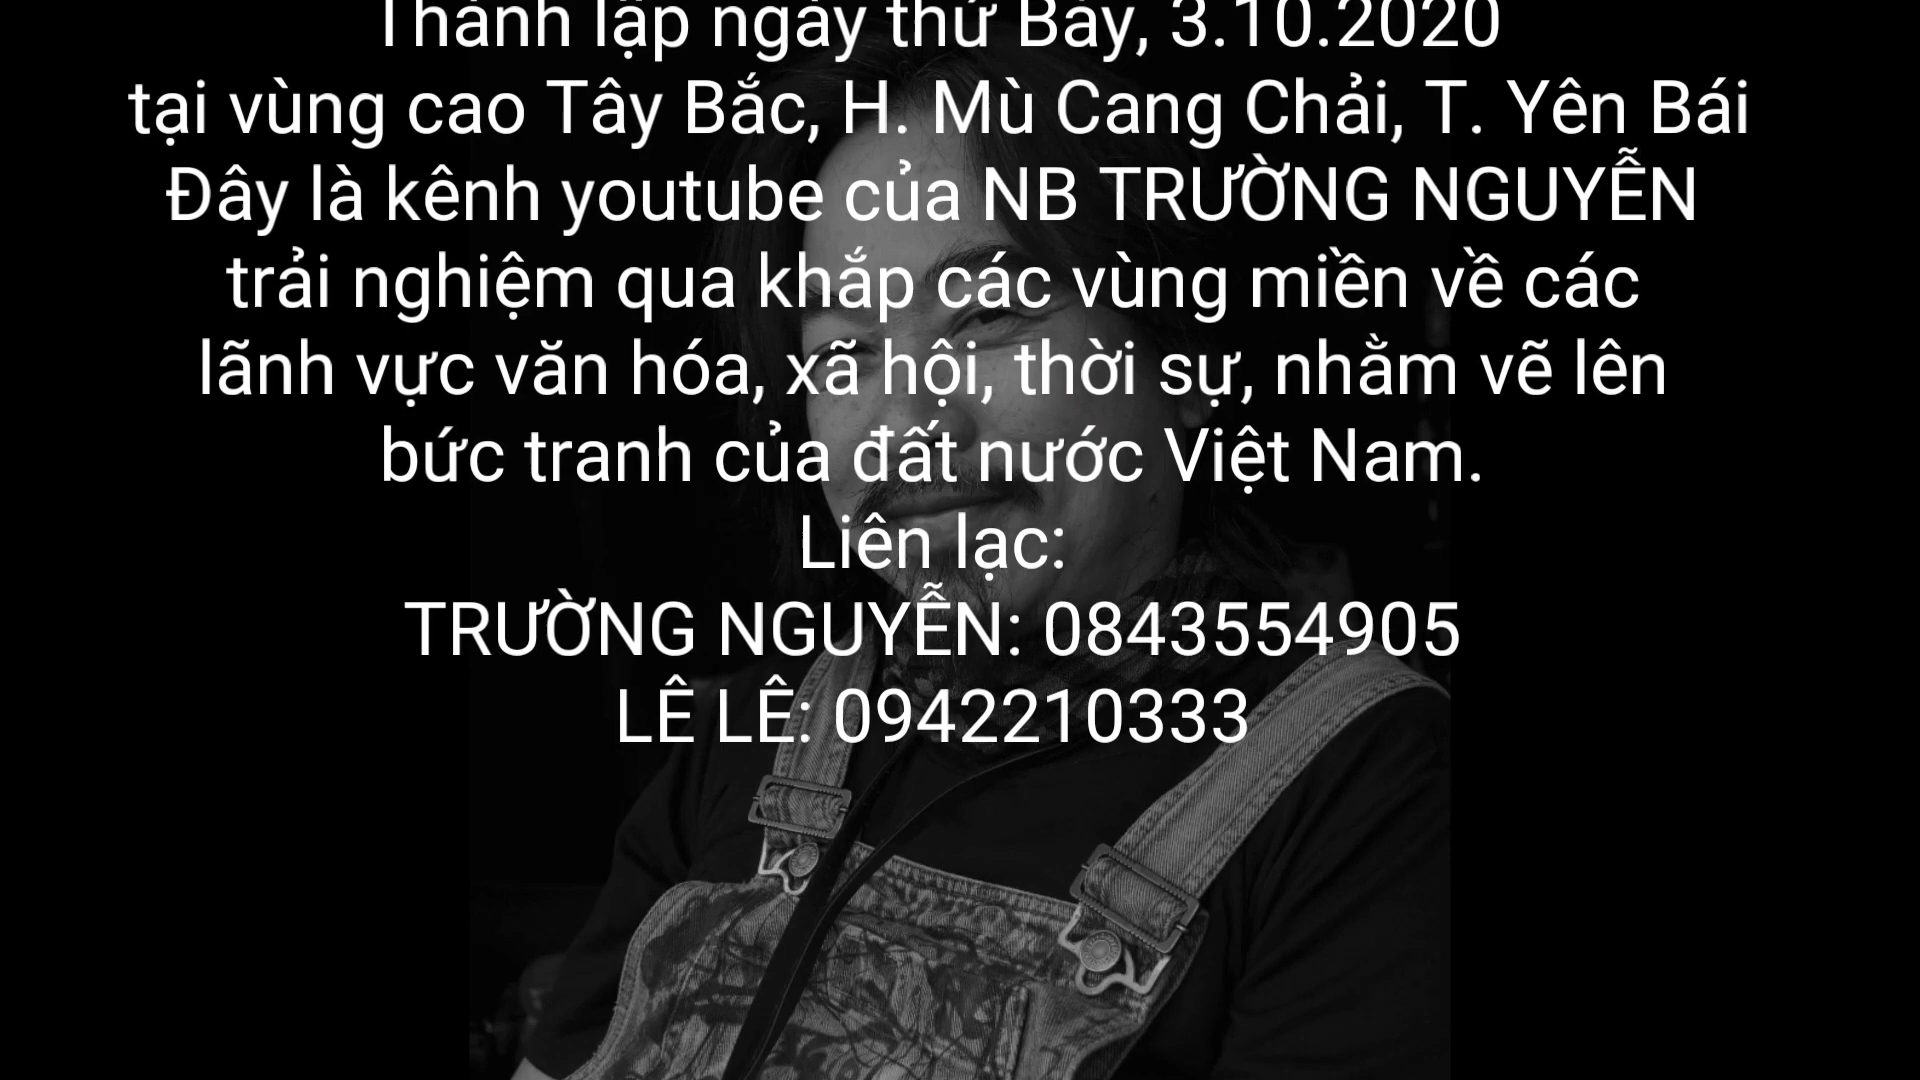 Thành lập ngày thứ Bảy, 3.10.2020
tại vùng cao Tây Bắc, H. Mù Cang Chải, T. Yên Bái
Đây là kênh youtube của NB TRƯỜNG NGUYỄN
trải nghiệm qua khắp các vùng miền về các
lãnh vực văn hóa, xã hội, thời sự, nhằm vẽ lên
bức tranh của đất nước Việt Nam.
Liên lạc:
TRƯỜNG NGUYỄN: 0843554905
LÊ LÊ: 0942210333